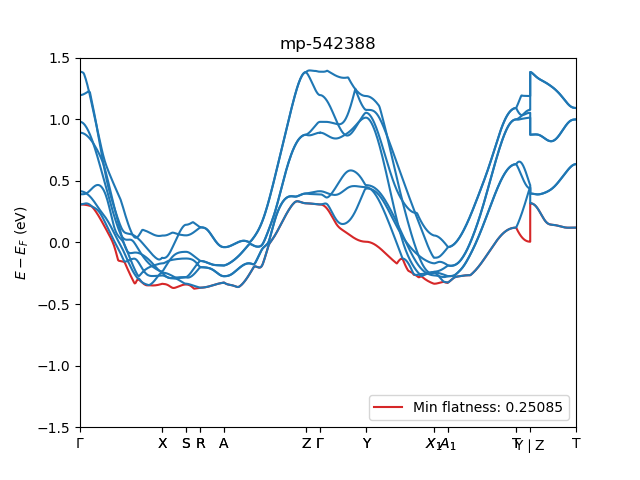 mp-542388
E − E_F (eV)
1.5
1.0
0.5
0.0
−0.5
−1.0
−1.5
Min flatness: 0.25085
Γ X S R A Z Γ Y X₁ A₁ T Y | Z T